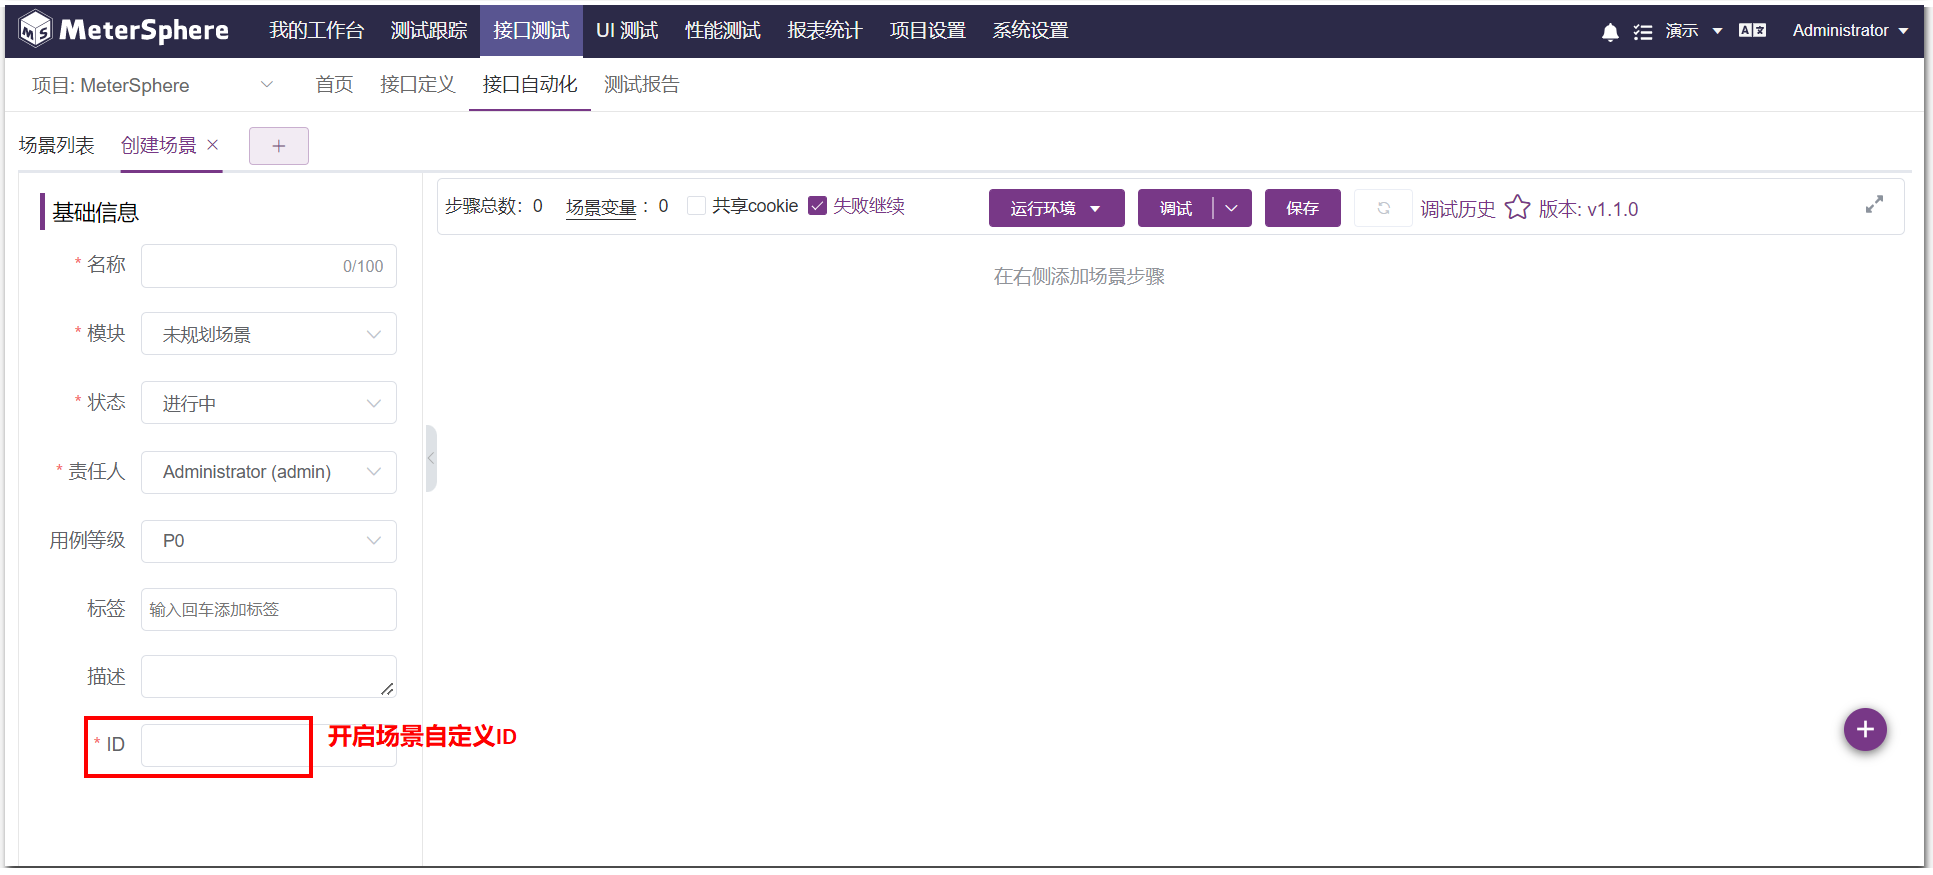 MeterSphere 我的工作台 测试跟踪 接口测试 UI 测试 性能测试 报表统计 项目设置 系统设置 演示 Administrator
项目: MeterSphere 首页 接口定义 接口自动化 测试报告
场景列表 创建场景 × +
基础信息
步骤总数: 0 场景变量 : 0 共享cookie 失败继续 运行环境 调试 保存 调试历史 版本: v1.1.0
* 名称 0/100
在右侧添加场景步骤
* 模块 未规划场景
* 状态 进行中
* 责任人 Administrator (admin)
用例等级 P0
标签 输入回车添加标签
描述
* ID 开启场景自定义ID